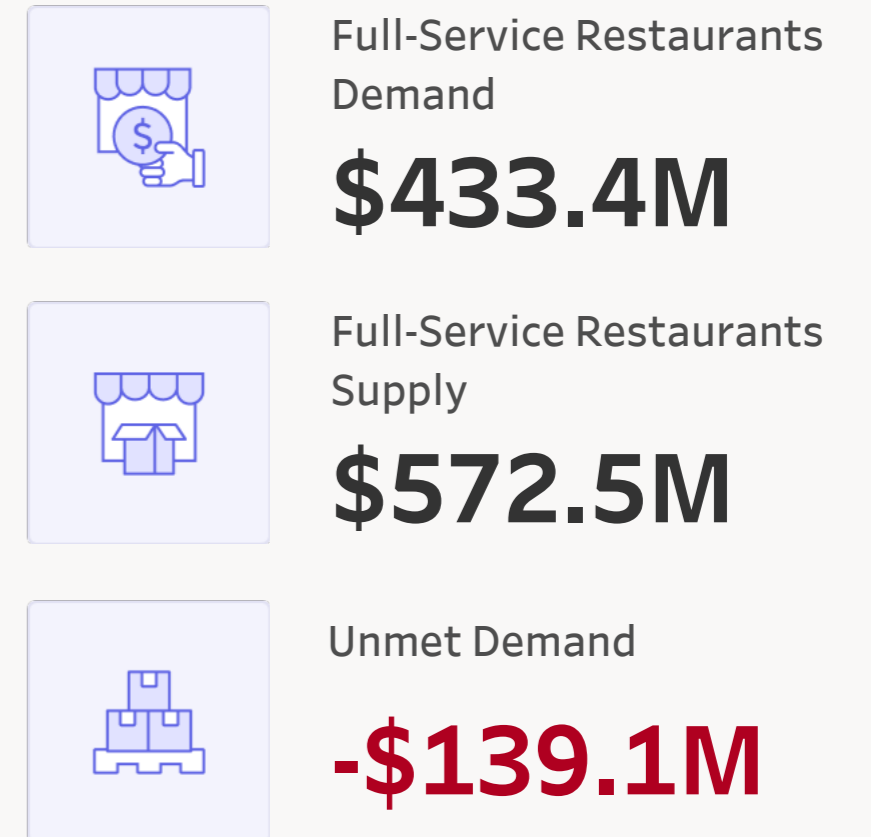 Full-Service Restaurants
Demand
$433.4M
$
Full-Service Restaurants
Supply
$572.5M
Unmet Demand
-$139.1M